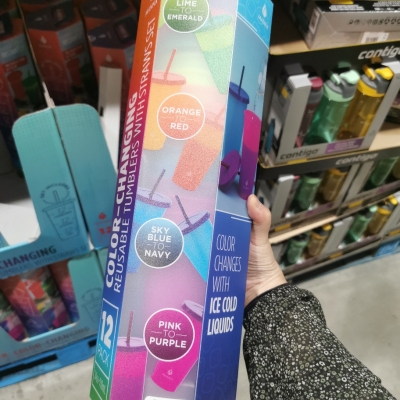 LIME
TO
EMERALD
ORANGE
TO
RED
SKY
BLUE
TO
NAVY
PINK
TO
PURPLE
COLOR-CHANGING
REUSABLE TUMBLERS WITH STRAWS SET
12
PACK
COLOR
CHANGES
WITH
ICE COLD
LIQUIDS
contigo
contigo
CHANGING